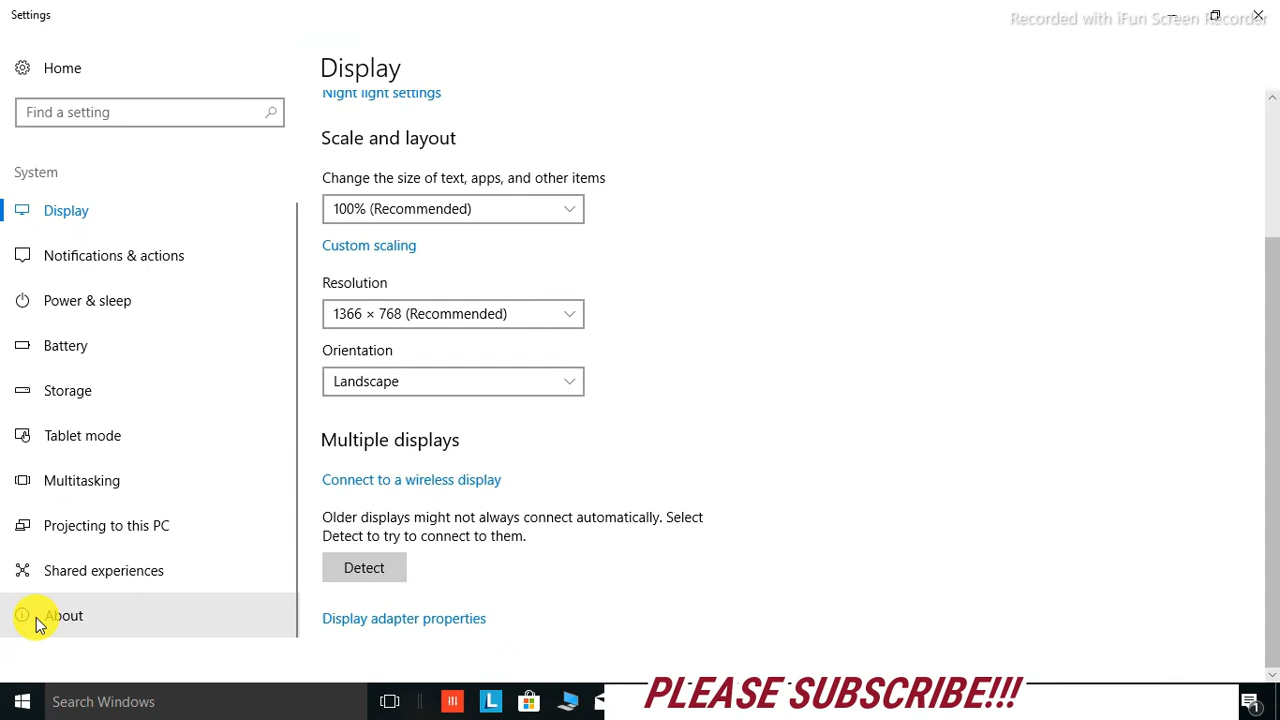 Settings
Recorded with iFun Screen Recorder
Home
Display
Night light settings
Find a setting
Scale and layout
System
Change the size of text, apps, and other items
Display
100% (Recommended)
Notifications & actions
Custom scaling
Power & sleep
Resolution
1366 × 768 (Recommended)
Battery
Orientation
Storage
Landscape
Tablet mode
Multiple displays
Multitasking
Connect to a wireless display
Projecting to this PC
Older displays might not always connect automatically. Select
Detect to try to connect to them.
Shared experiences
Detect
About
Display adapter properties
Search Windows
L
PLEASE SUBSCRIBE!!!
1